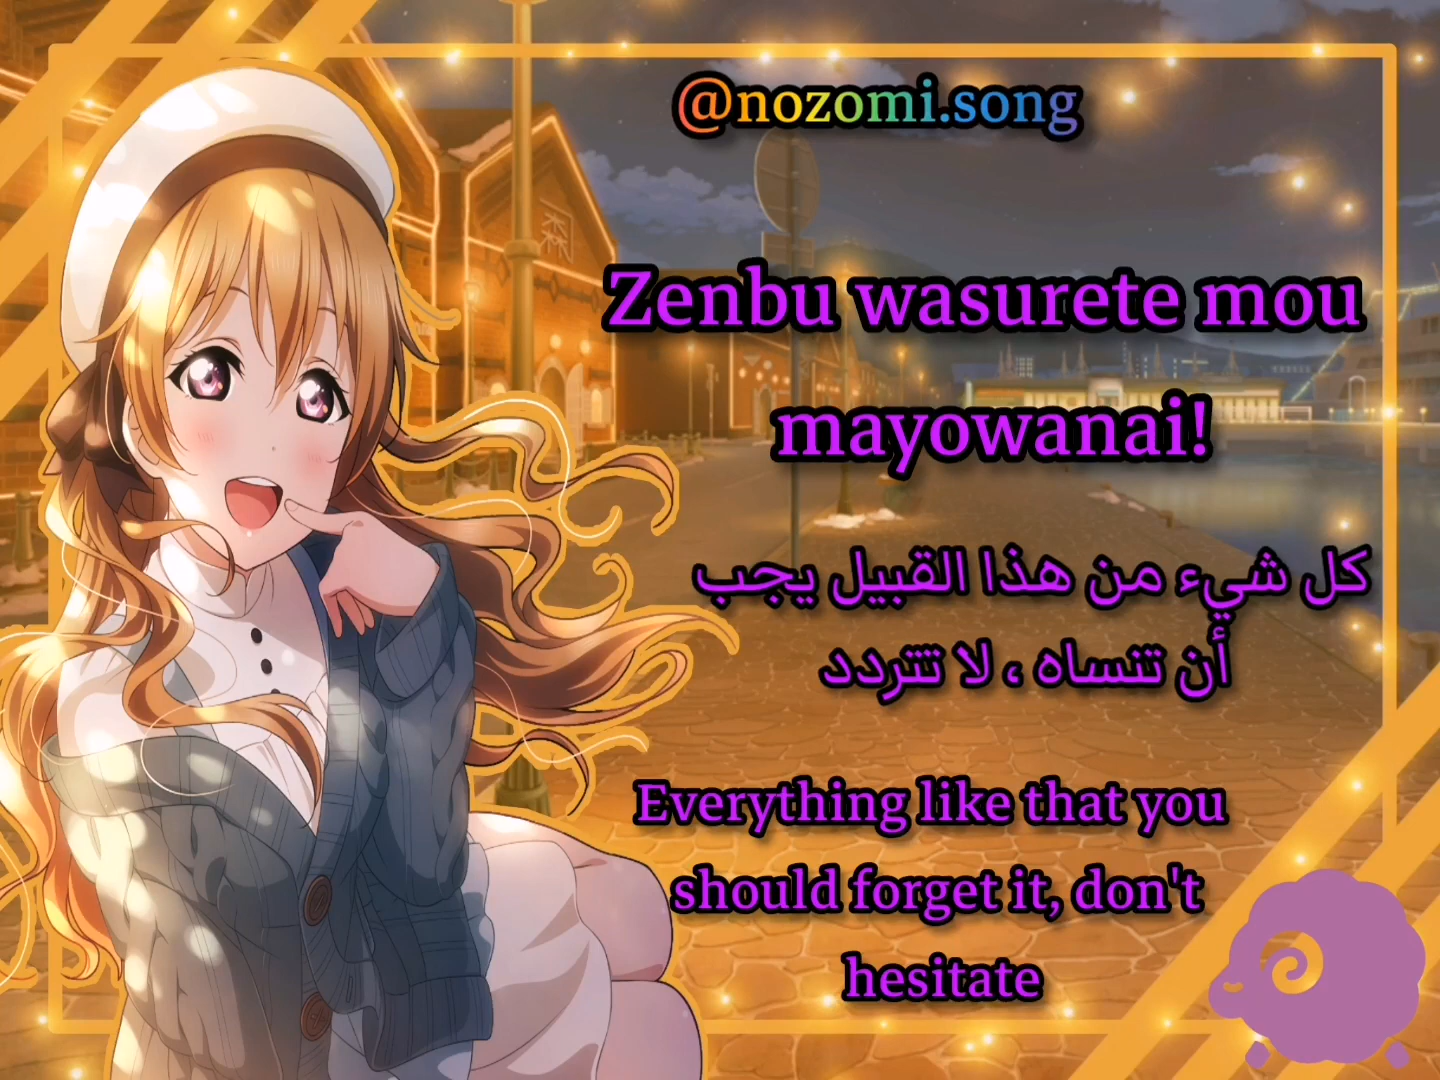 @nozomi.song
森
Zenbu wasurete mou
mayowanai!
كل شيء من هذا القبيل يجب
أن تنساه ، لا تتردد
Everything like that you
should forget it, don't
hesitate